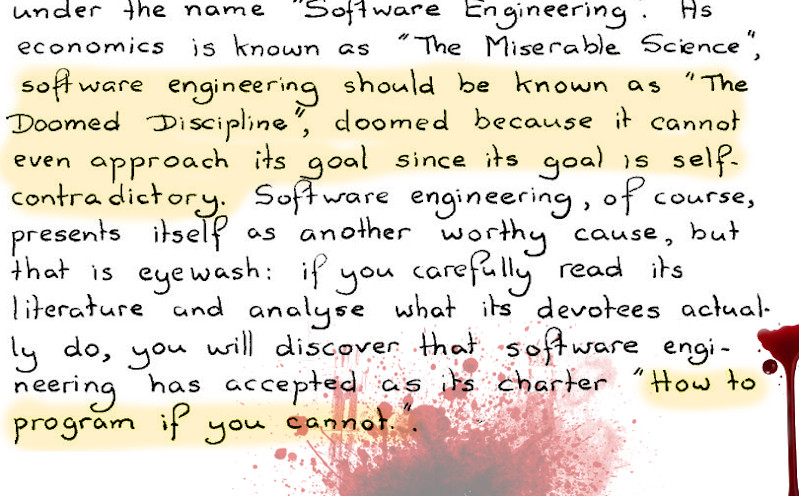 under the name "Software Engineering". As
economics is known as "The Miserable Science",
software engineering should be known as "The
Doomed Discipline", doomed because it cannot
even approach its goal since its goal is self-
contradictory. Software engineering, of course,
presents itself as another worthy cause, but
that is eyewash: if you carefully read its
literature and analyse what its devotees actual-
ly do, you will discover that software engi-
neering has accepted as its charter "How to
program if you cannot.".